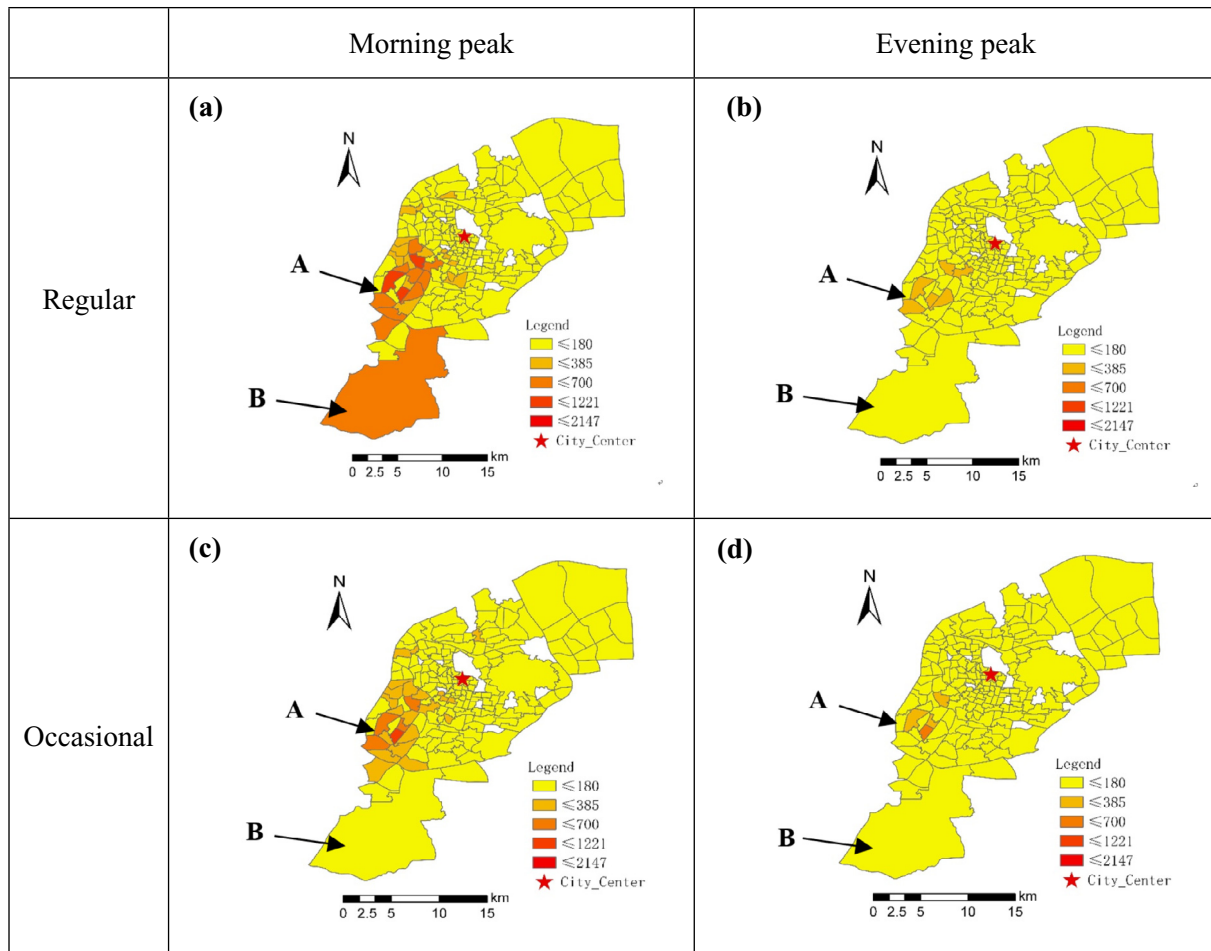 Morning peak
Evening peak
Regular
Occasional
(a)
N
A
B
Legend
≤180
≤385
≤700
≤1221
≤2147
City_Center
km
0 2.5 5 10 15
(b)
N
A
B
Legend
≤180
≤385
≤700
≤1221
≤2147
City_Center
km
0 2.5 5 10 15
(c)
N
A
B
Legend
≤180
≤385
≤700
≤1221
≤2147
City_Center
km
0 2.5 5 10 15
(d)
N
A
B
Legend
≤180
≤385
≤700
≤1221
≤2147
City_Center
km
0 2.5 5 10 15